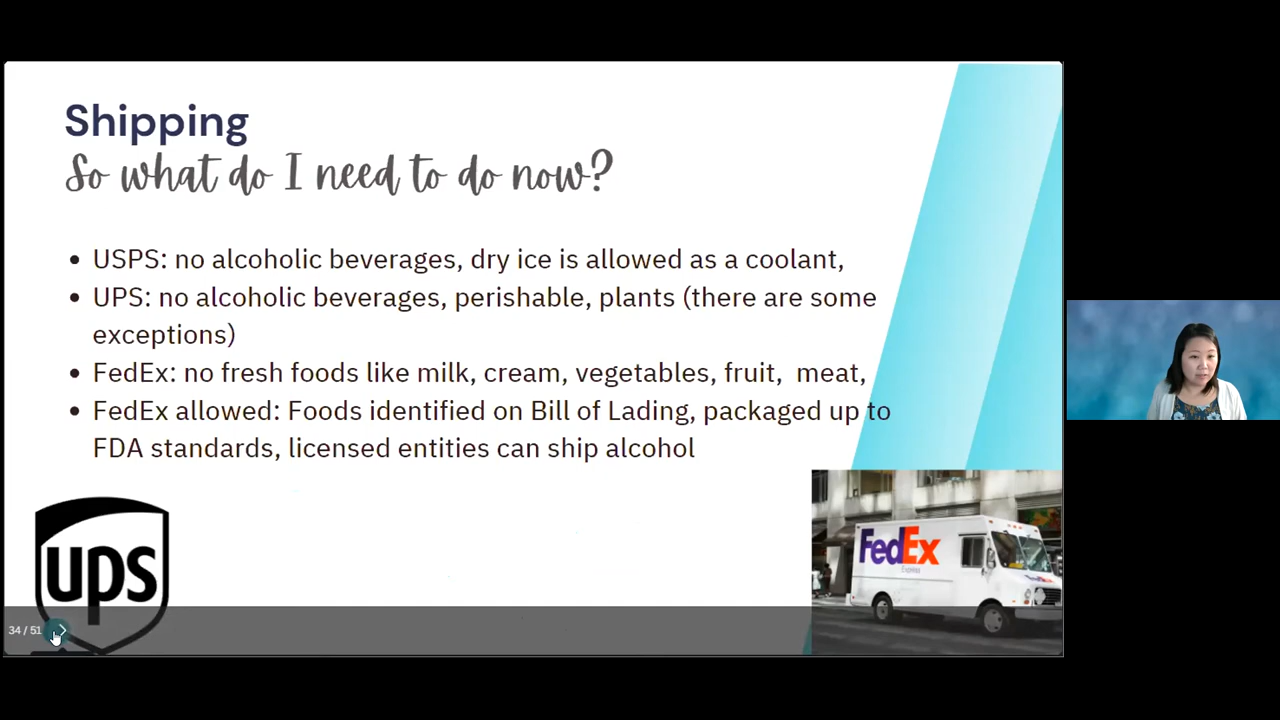 Shipping
So what do I need to do now?
• USPS: no alcoholic beverages, dry ice is allowed as a coolant,
• UPS: no alcoholic beverages, perishable, plants (there are some
exceptions)
• FedEx: no fresh foods like milk, cream, vegetables, fruit,  meat,
• FedEx allowed: Foods identified on Bill of Lading, packaged up to
FDA standards, licensed entities can ship alcohol
ups
FedEx
Express
34 / 51